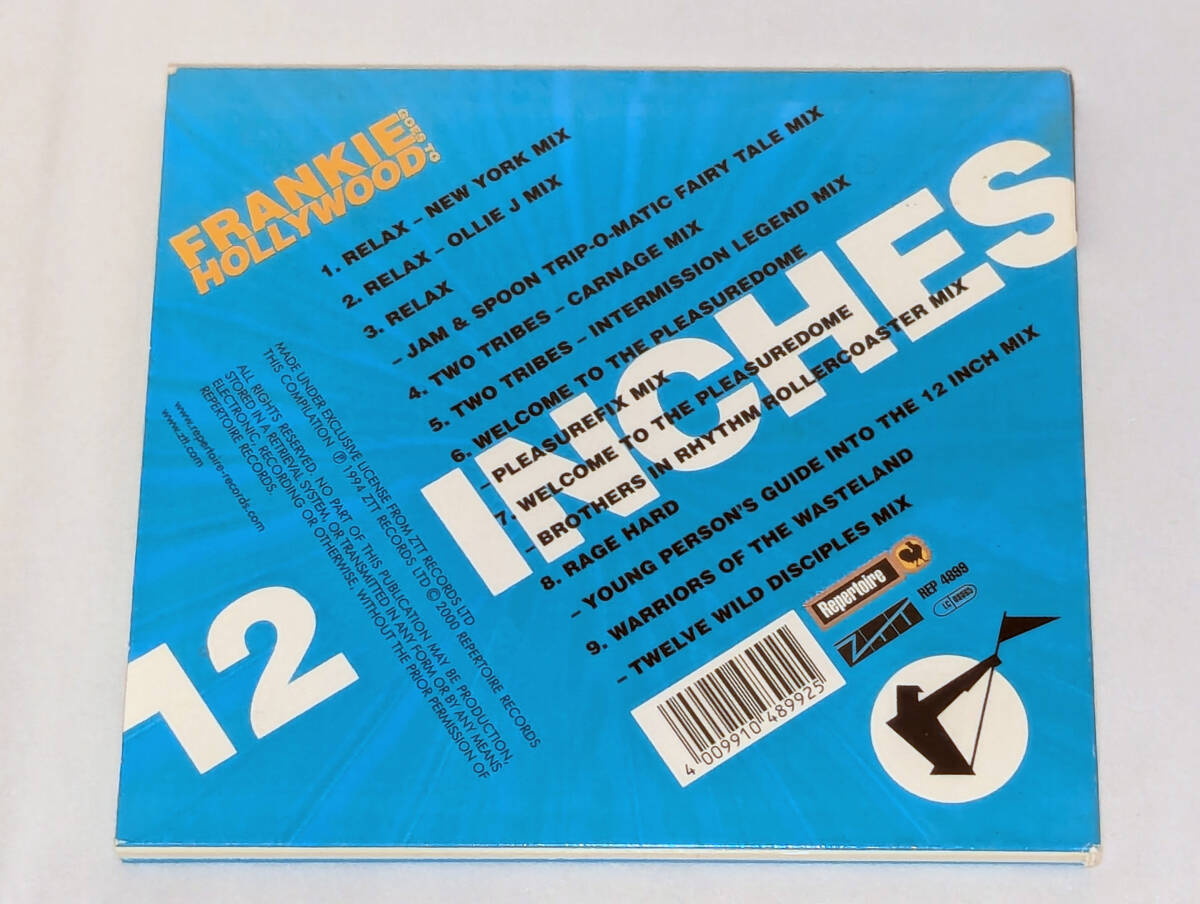 FRANKIE
GOES TO
HOLLYWOOD
1. RELAX – NEW YORK MIX
2. RELAX – OLLIE J MIX
3. RELAX
– JAM & SPOON TRIP-O-MATIC FAIRY TALE MIX
4. TWO TRIBES – CARNAGE MIX
5. TWO TRIBES – INTERMISSION LEGEND MIX
6. WELCOME TO THE PLEASUREDOME
– PLEASUREFIX MIX
7. WELCOME TO THE PLEASUREDOME
– BROTHERS IN RHYTHM ROLLERCOASTER MIX
8. RAGE HARD
– YOUNG PERSON'S GUIDE INTO THE 12 INCH MIX
9. WARRIORS OF THE WASTELAND
– TWELVE WILD DISCIPLES MIX
12
INCHES
MADE UNDER EXCLUSIVE LICENSE FROM ZTT RECORDS LTD
THIS COMPILATION ℗ 1994 ZTT RECORDS LTD © 2000 REPERTOIRE RECORDS
ALL RIGHTS RESERVED. NO PART OF THIS PUBLICATION MAY BE PRODUCTION,
STORED IN A RETRIEVAL SYSTEM, OR TRANSMITTED IN ANY FORM OR BY ANY MEANS
ELECTRONIC, RECORDING OR OTHERWISE WITHOUT THE PRIOR PERMISSION OF
REPERTOIRE RECORDS.
www.repertoire-records.com
www.ztt.com
4 009910 489925
Repertoire
ZTT
REP 4899
LC